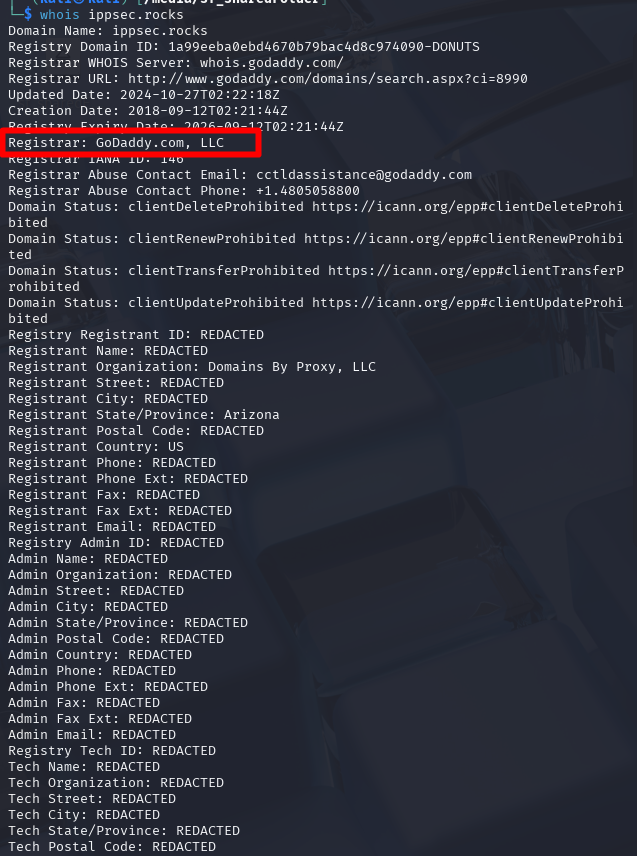 └─$ whois ippsec.rocks
Domain Name: ippsec.rocks
Registry Domain ID: 1a99eeba0ebd4670b79bac4d8c974090-DONUTS
Registrar WHOIS Server: whois.godaddy.com/
Registrar URL: http://www.godaddy.com/domains/search.aspx?ci=8990
Updated Date: 2024-10-27T02:22:18Z
Creation Date: 2018-09-12T02:21:44Z
Registry Expiry Date: 2026-09-12T02:21:44Z
Registrar: GoDaddy.com, LLC
Registrar IANA ID: 146
Registrar Abuse Contact Email: cctldassistance@godaddy.com
Registrar Abuse Contact Phone: +1.4805058800
Domain Status: clientDeleteProhibited https://icann.org/epp#clientDeleteProhi
bited
Domain Status: clientRenewProhibited https://icann.org/epp#clientRenewProhibi
ted
Domain Status: clientTransferProhibited https://icann.org/epp#clientTransferP
rohibited
Domain Status: clientUpdateProhibited https://icann.org/epp#clientUpdateProhi
bited
Registry Registrant ID: REDACTED
Registrant Name: REDACTED
Registrant Organization: Domains By Proxy, LLC
Registrant Street: REDACTED
Registrant City: REDACTED
Registrant State/Province: Arizona
Registrant Postal Code: REDACTED
Registrant Country: US
Registrant Phone: REDACTED
Registrant Phone Ext: REDACTED
Registrant Fax: REDACTED
Registrant Fax Ext: REDACTED
Registrant Email: REDACTED
Registry Admin ID: REDACTED
Admin Name: REDACTED
Admin Organization: REDACTED
Admin Street: REDACTED
Admin City: REDACTED
Admin State/Province: REDACTED
Admin Postal Code: REDACTED
Admin Country: REDACTED
Admin Phone: REDACTED
Admin Phone Ext: REDACTED
Admin Fax: REDACTED
Admin Fax Ext: REDACTED
Admin Email: REDACTED
Registry Tech ID: REDACTED
Tech Name: REDACTED
Tech Organization: REDACTED
Tech Street: REDACTED
Tech City: REDACTED
Tech State/Province: REDACTED
Tech Postal Code: REDACTED